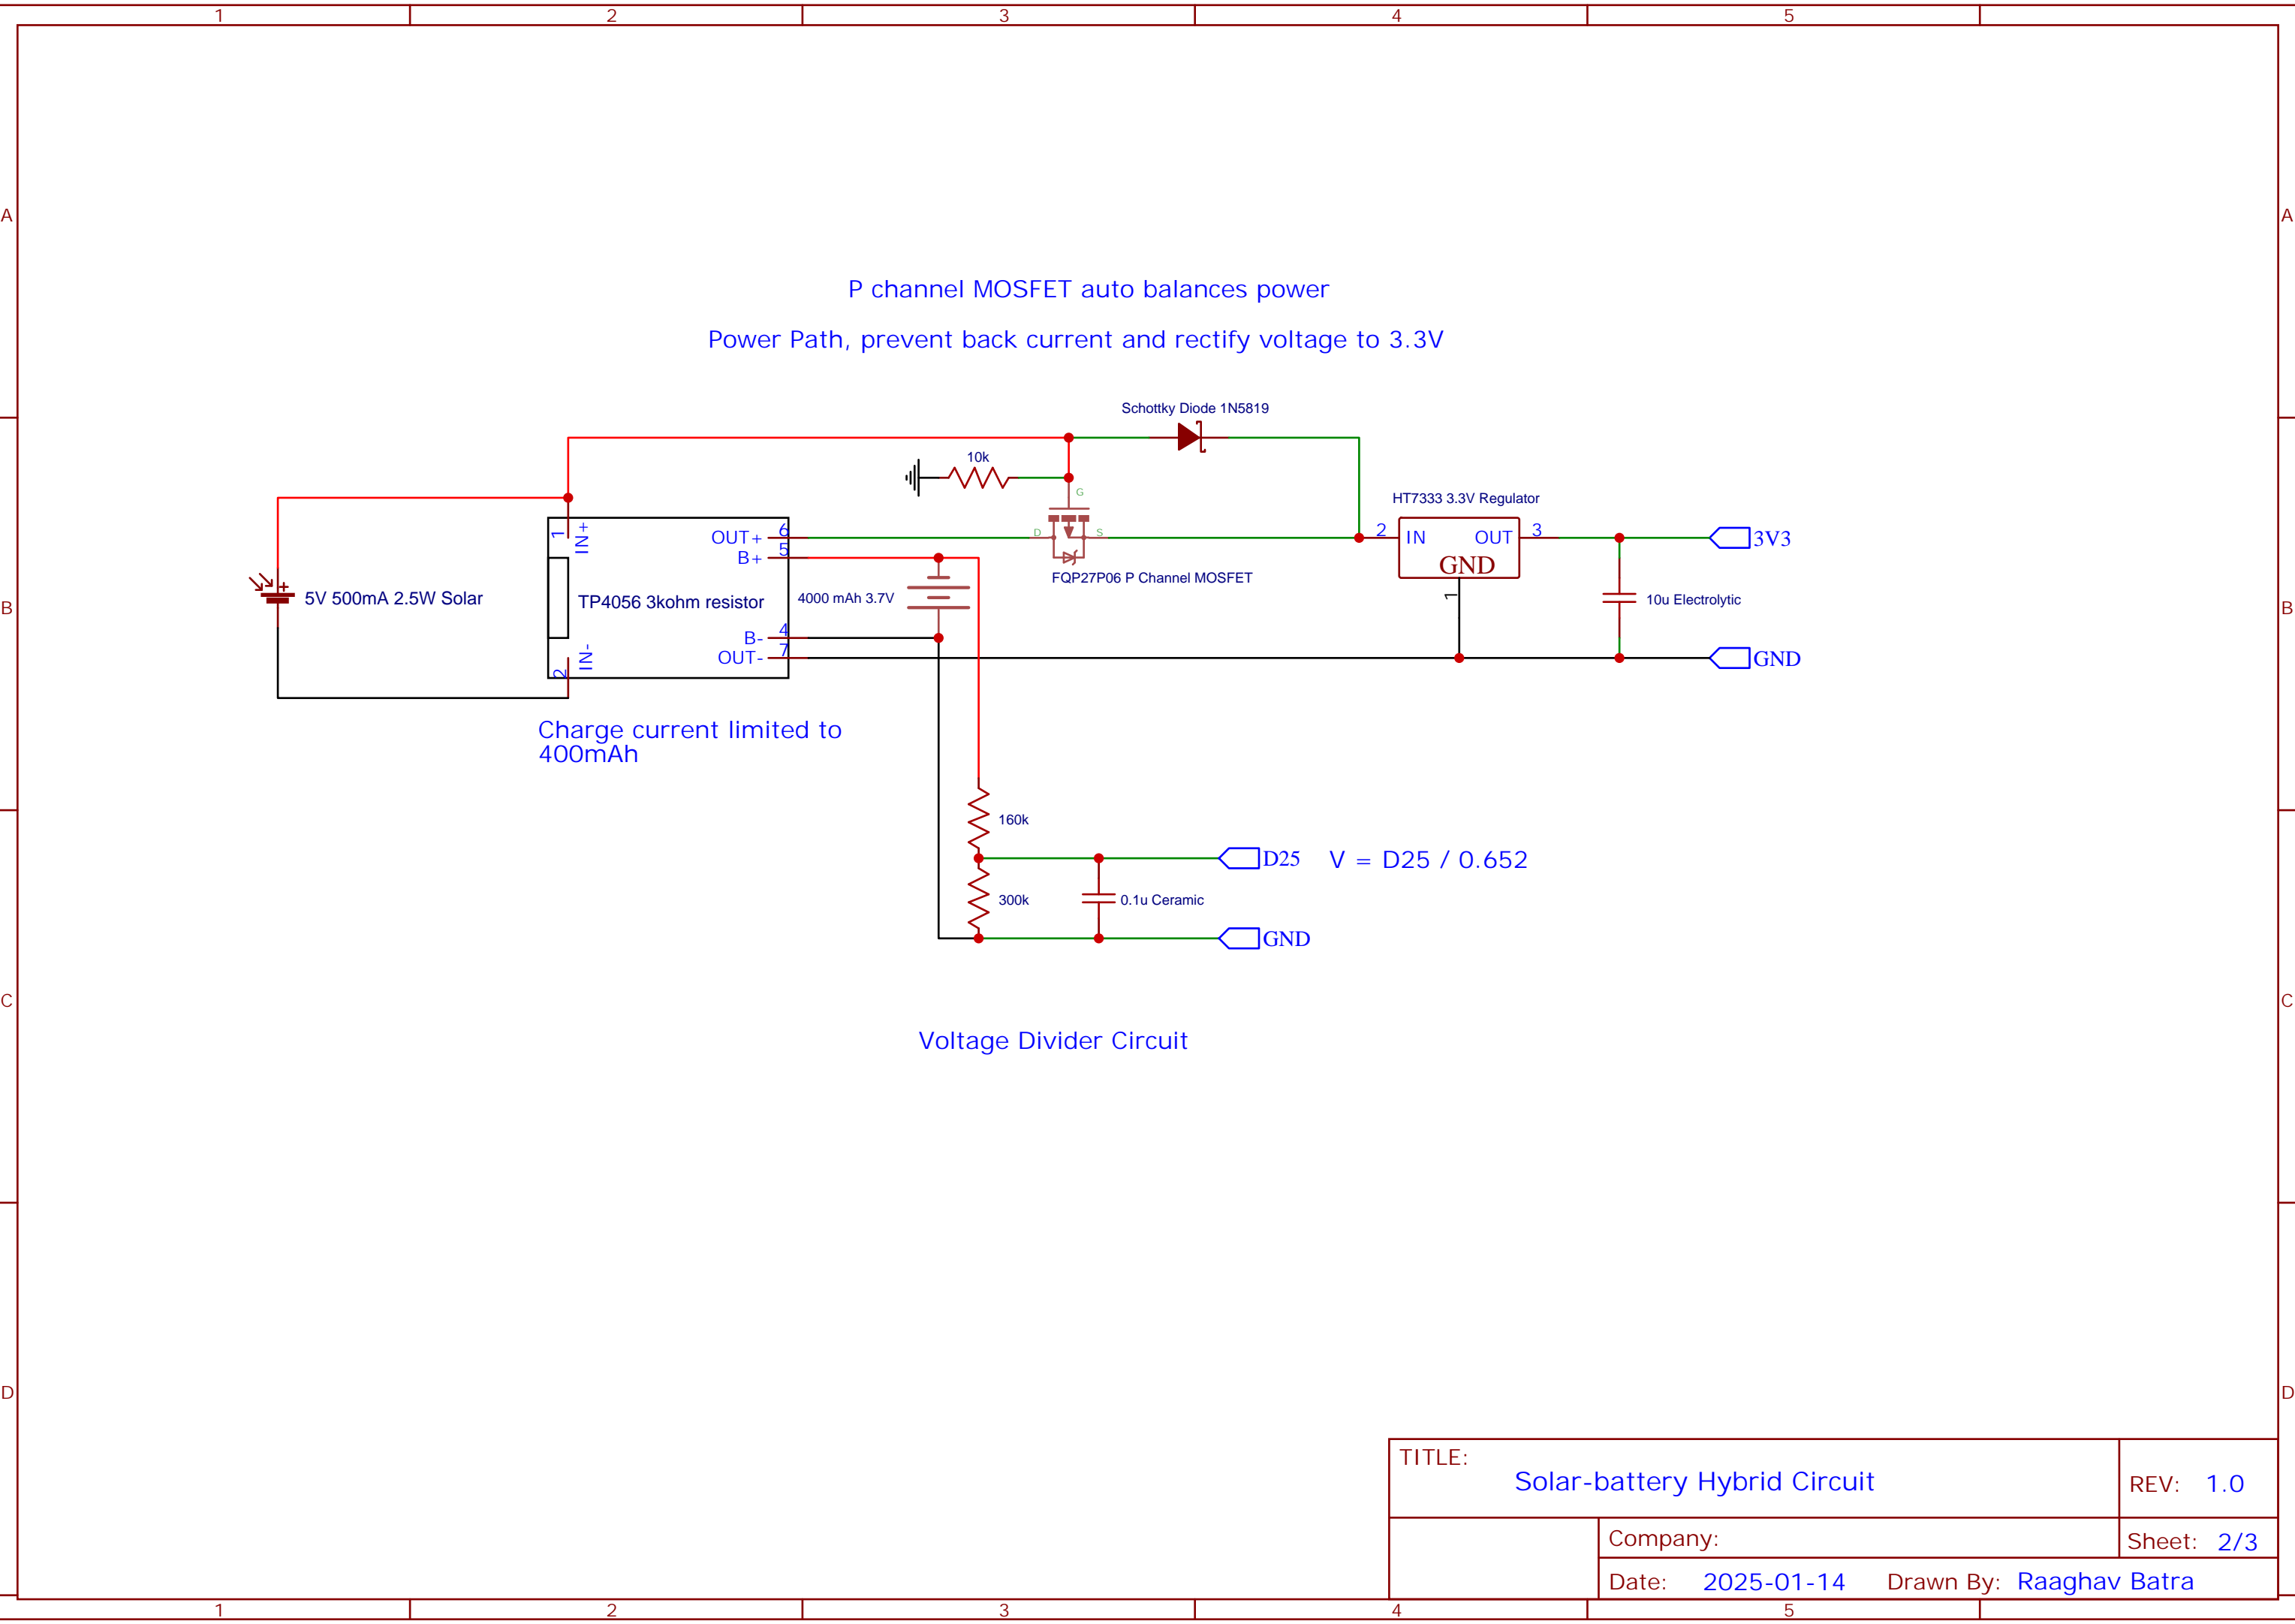 1 2 3 4 5
A A
P channel MOSFET auto balances power
Power Path, prevent back current and rectify voltage to 3.3V
Schottky Diode 1N5819
10k
G
D S
FQP27P06 P Channel MOSFET
HT7333 3.3V Regulator
2 IN OUT 3
GND
1
3V3
10u Electrolytic
GND
B B
+
5V 500mA 2.5W Solar
1 IN+
OUT+ 6
B+ 5
TP4056 3kohm resistor
4000 mAh 3.7V
B- 4
OUT- 7
2 IN-
Charge current limited to
400mAh
160k
D25 V = D25 / 0.652
300k
0.1u Ceramic
GND
C C
Voltage Divider Circuit
D D
TITLE:
Solar-battery Hybrid Circuit
REV: 1.0
Company:
Sheet: 2/3
Date: 2025-01-14 Drawn By: Raaghav Batra
1 2 3 4 5